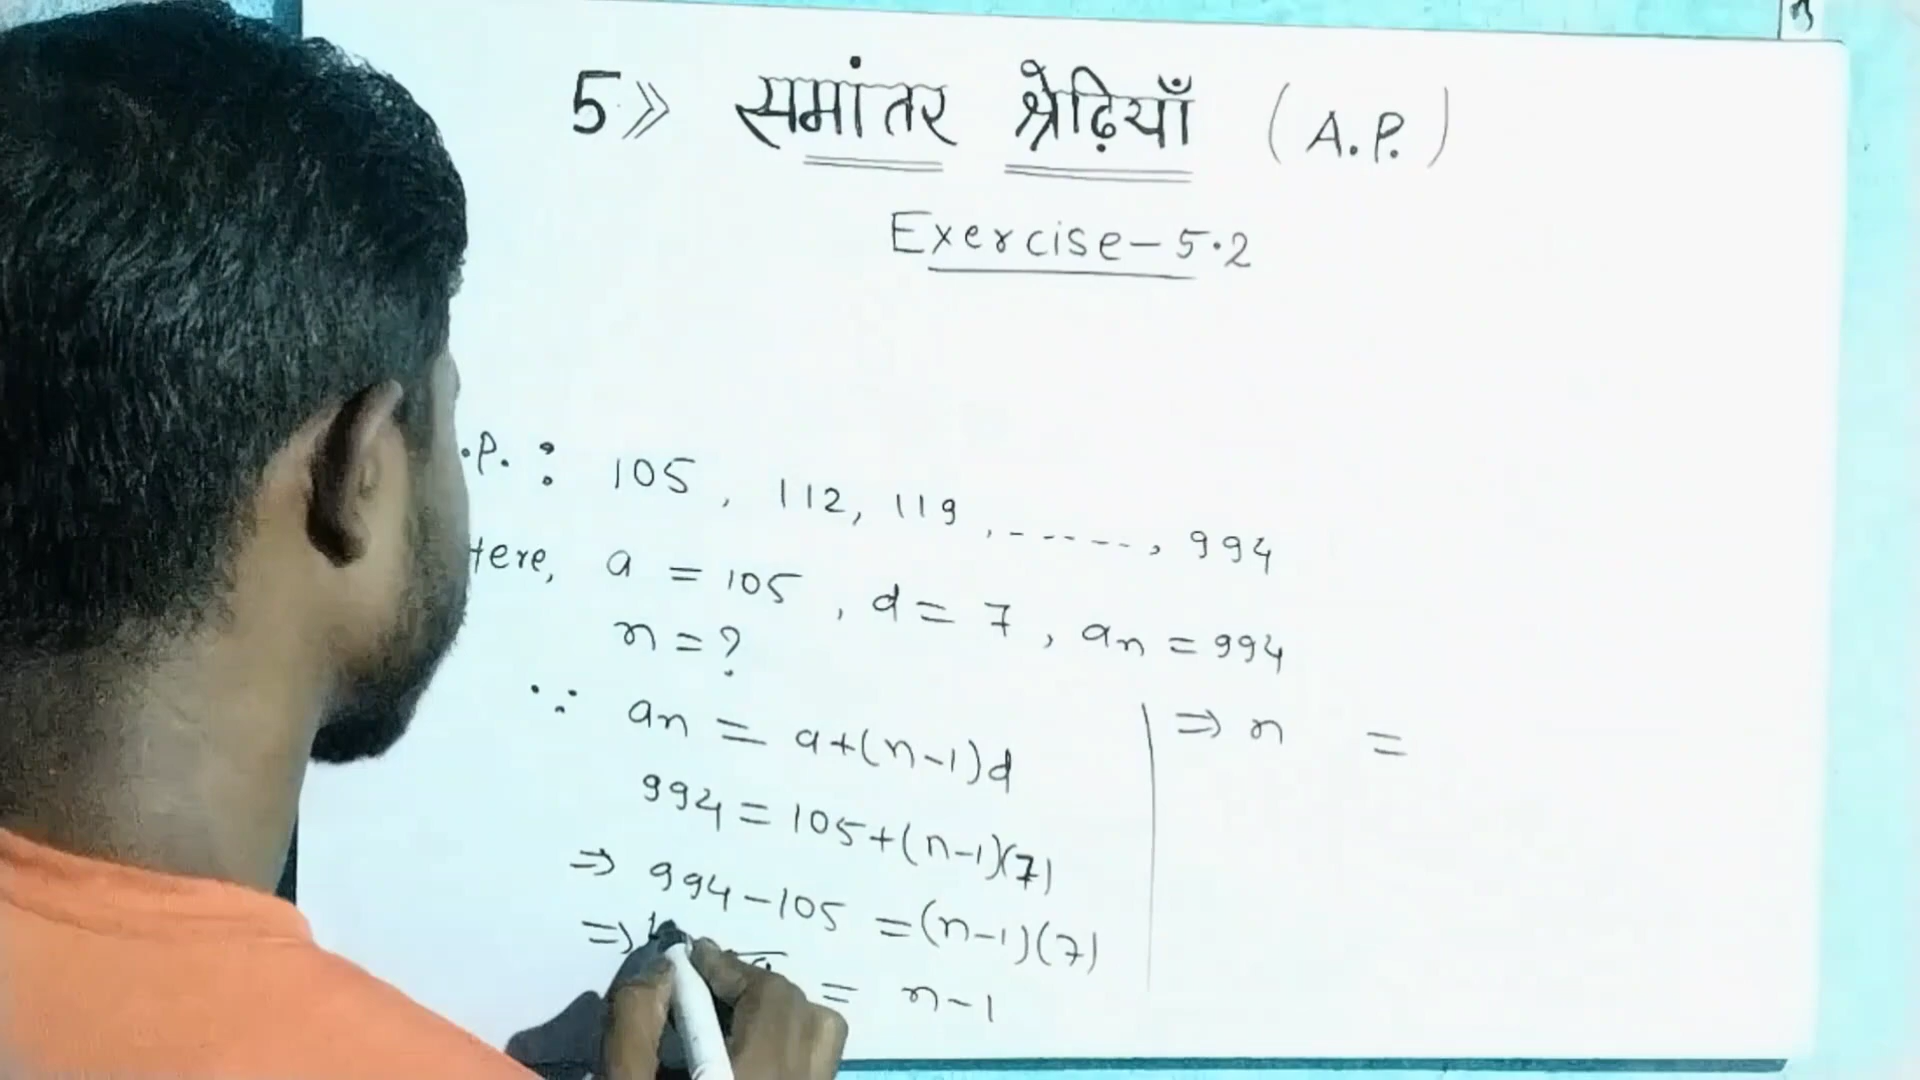 5》 समांतर श्रेढ़ियाँ (A.P.)
Exercise-5.2
.P. : 105, 112, 119, -----, 994
Here, a = 105, d = 7, an = 994
n = ?
∵ an = a+(n-1)d
994 = 105+(n-1)(7)
⇒ 994-105 = (n-1)(7)
⇒ = n-1
⇒ n =